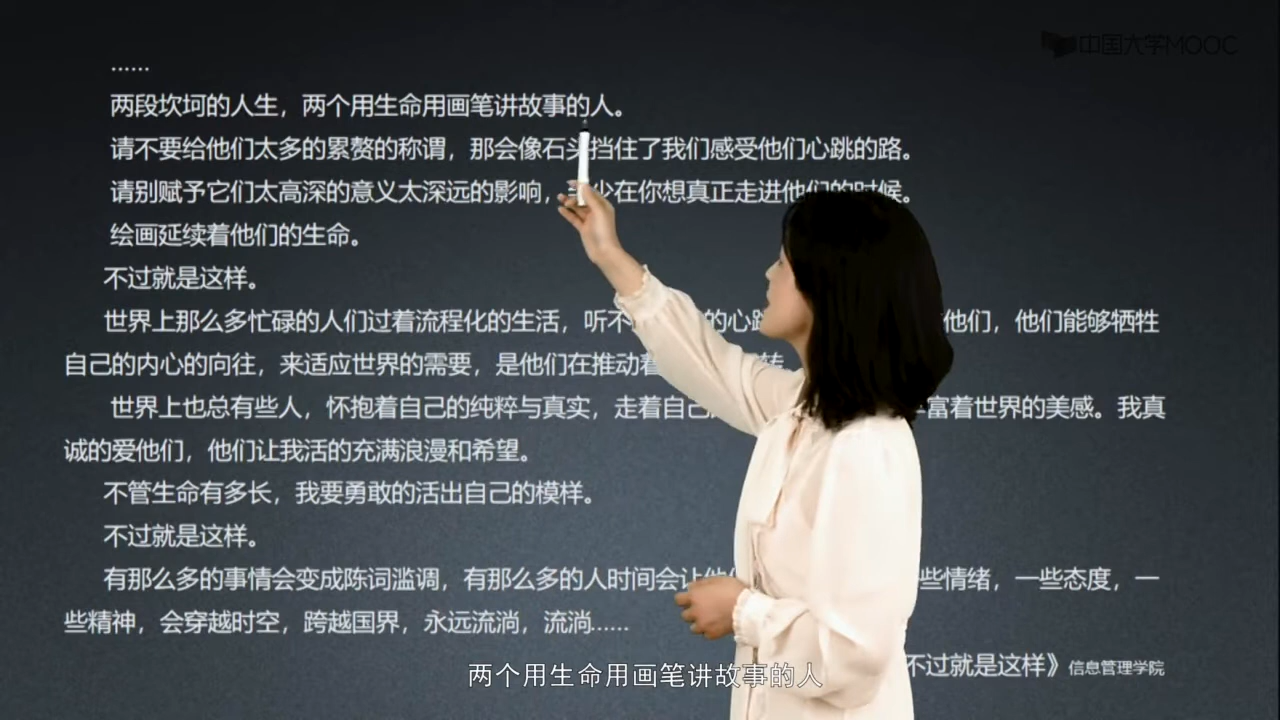 中国大学MOOC
……
两段坎坷的人生，两个用生命用画笔讲故事的人。
请不要给他们太多的累赘的称谓，那会像石头挡住了我们感受他们心跳的路。
请别赋予它们太高深的意义太深远的影响，至少在你想真正走进他们的时候。
绘画延续着他们的生命。
不过就是这样。
世界上那么多忙碌的人们过着流程化的生活，听不 的心 他们，他们能够牺牲
自己的内心的向往，来适应世界的需要，是他们在推动着 转
世界上也总有些人，怀抱着自己的纯粹与真实，走着自己 富着世界的美感。我真
诚的爱他们，他们让我活的充满浪漫和希望。
不管生命有多长，我要勇敢的活出自己的模样。
不过就是这样。
有那么多的事情会变成陈词滥调，有那么多的人时间会让他 些情绪，一些态度，一
些精神，会穿越时空，跨越国界，永远流淌，流淌……
不过就是这样》信息管理学院
两个用生命用画笔讲故事的人